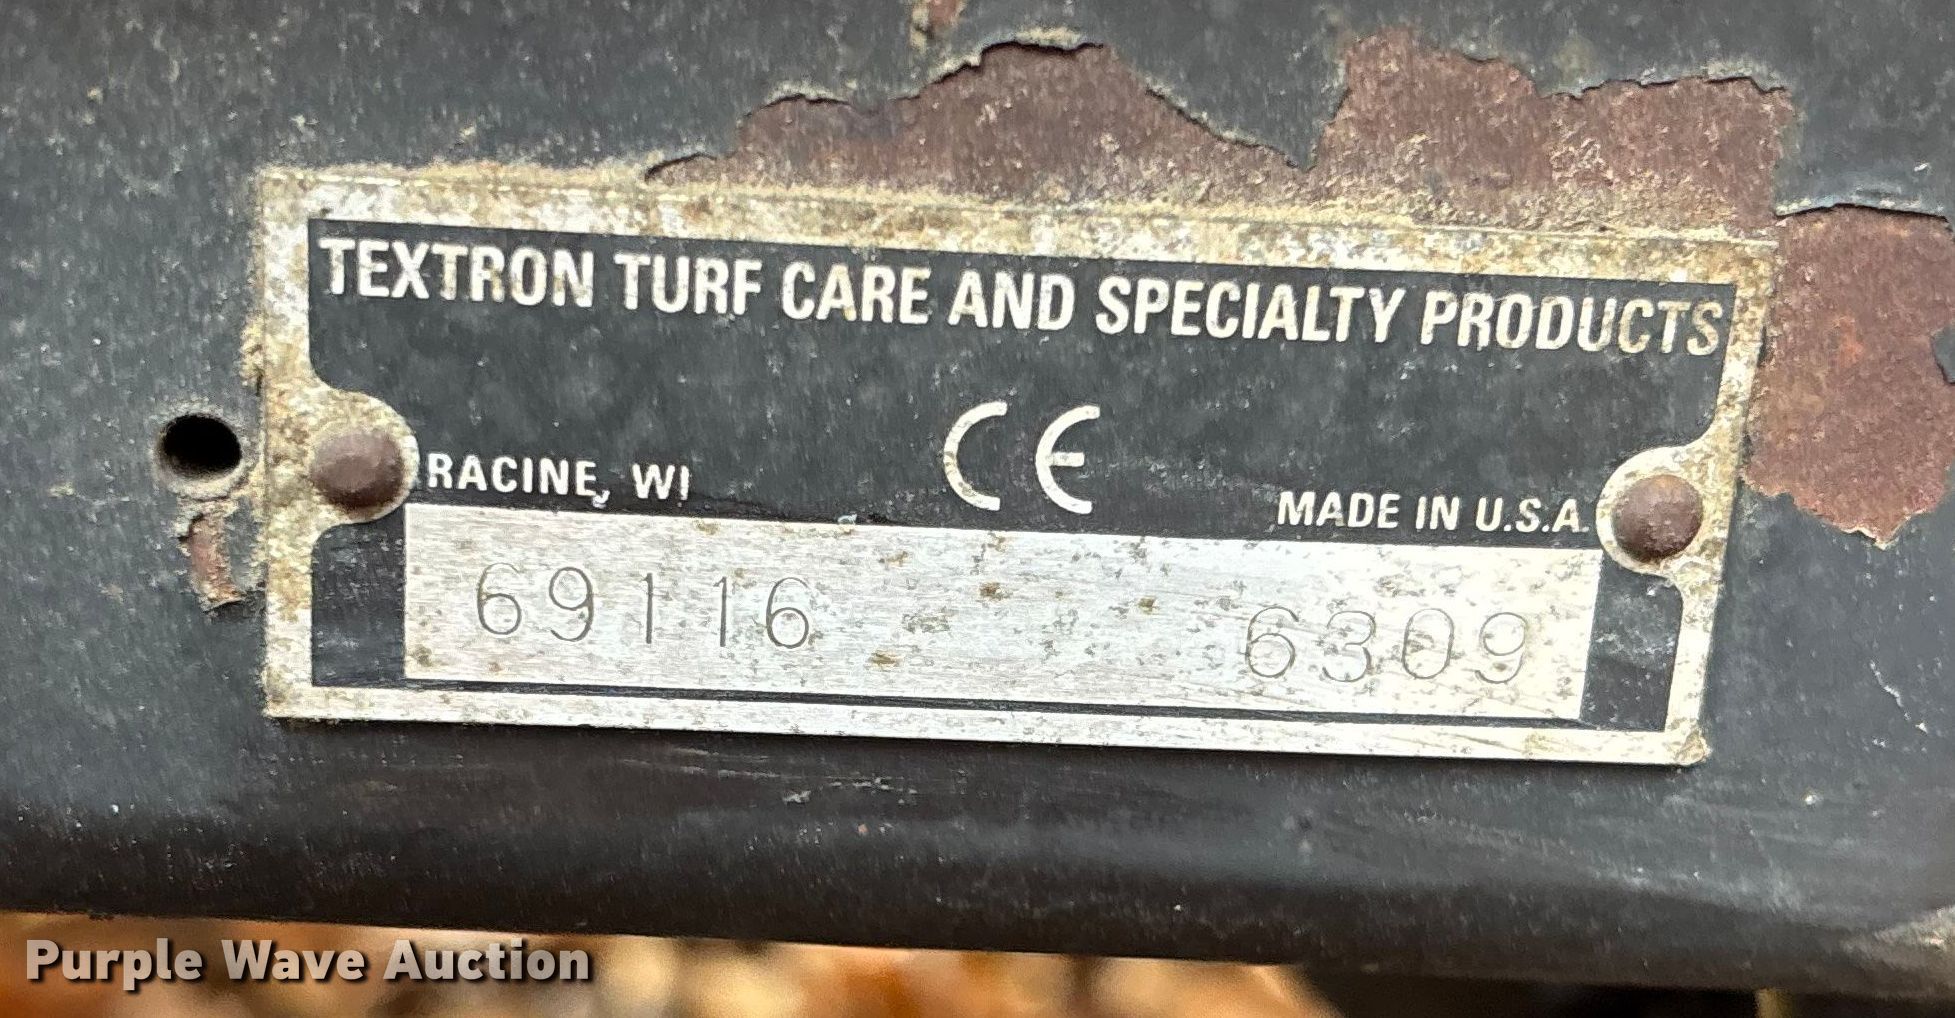 TEXTRON TURF CARE AND SPECIALTY PRODUCTS
CE
RACINE, WI
MADE IN U.S.A.
69116 6309
Purple Wave Auction